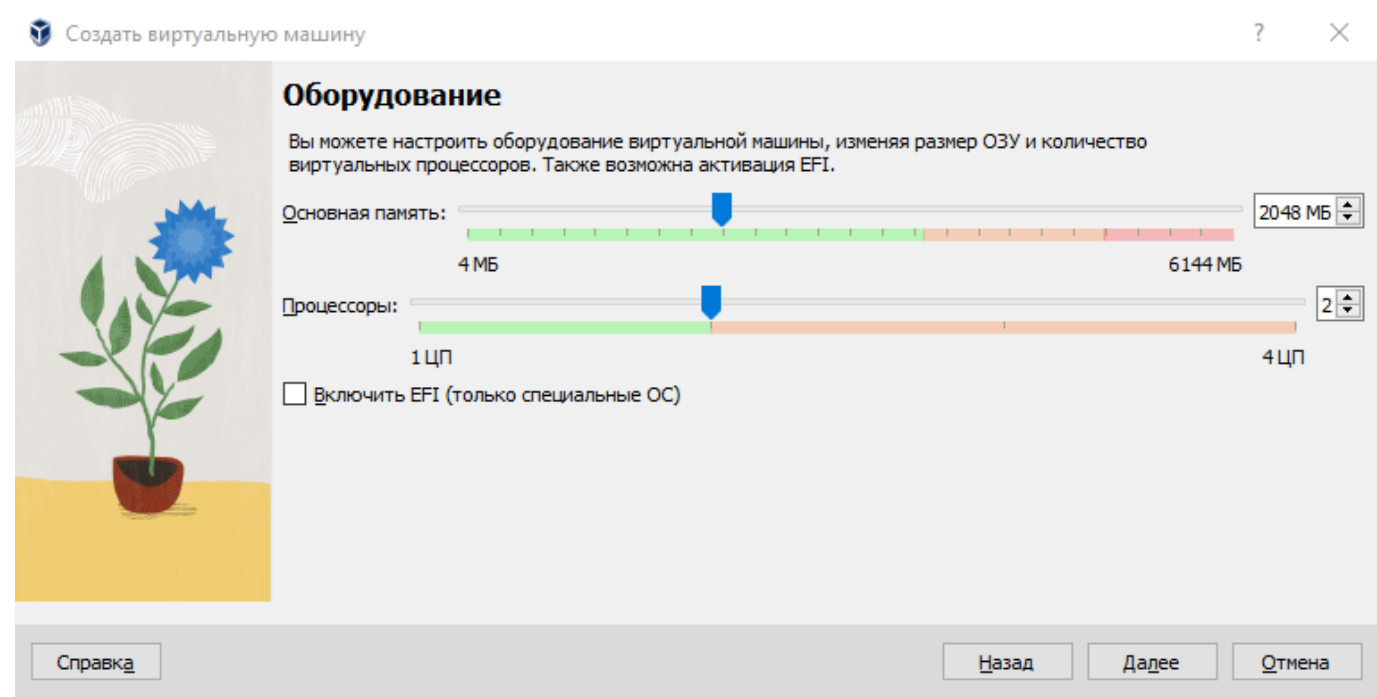 Создать виртуальную машину
Оборудование
Вы можете настроить оборудование виртуальной машины, изменяя размер ОЗУ и количество
виртуальных процессоров. Также возможна активация EFI.
Основная память: 2048 МБ
4 МБ 6144 МБ
Процессоры: 2
1 ЦП 4 ЦП
Включить EFI (только специальные ОС)
Справка Назад Далее Отмена